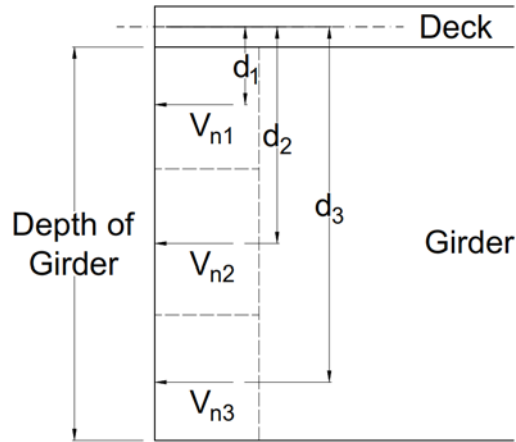 Deck
d1
Vn1
d2
d3
Depth of
Girder
Girder
Vn2
Vn3